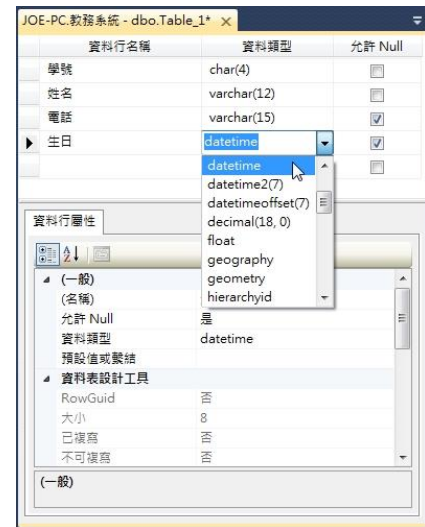 JOE-PC.教務系統 - dbo.Table_1*
資料行名稱 資料類型 允許 Null
學號 char(4)
姓名 varchar(12)
電話 varchar(15)
生日 datetime
datetime
datetime2(7)
datetimeoffset(7)
decimal(18, 0)
float
geography
geometry
hierarchyid
資料行屬性
(一般)
(名稱)
允許 Null 是
資料類型 datetime
預設值或繫結
資料表設計工具
RowGuid 否
大小 8
已複寫 否
不可複寫 否
(一般)